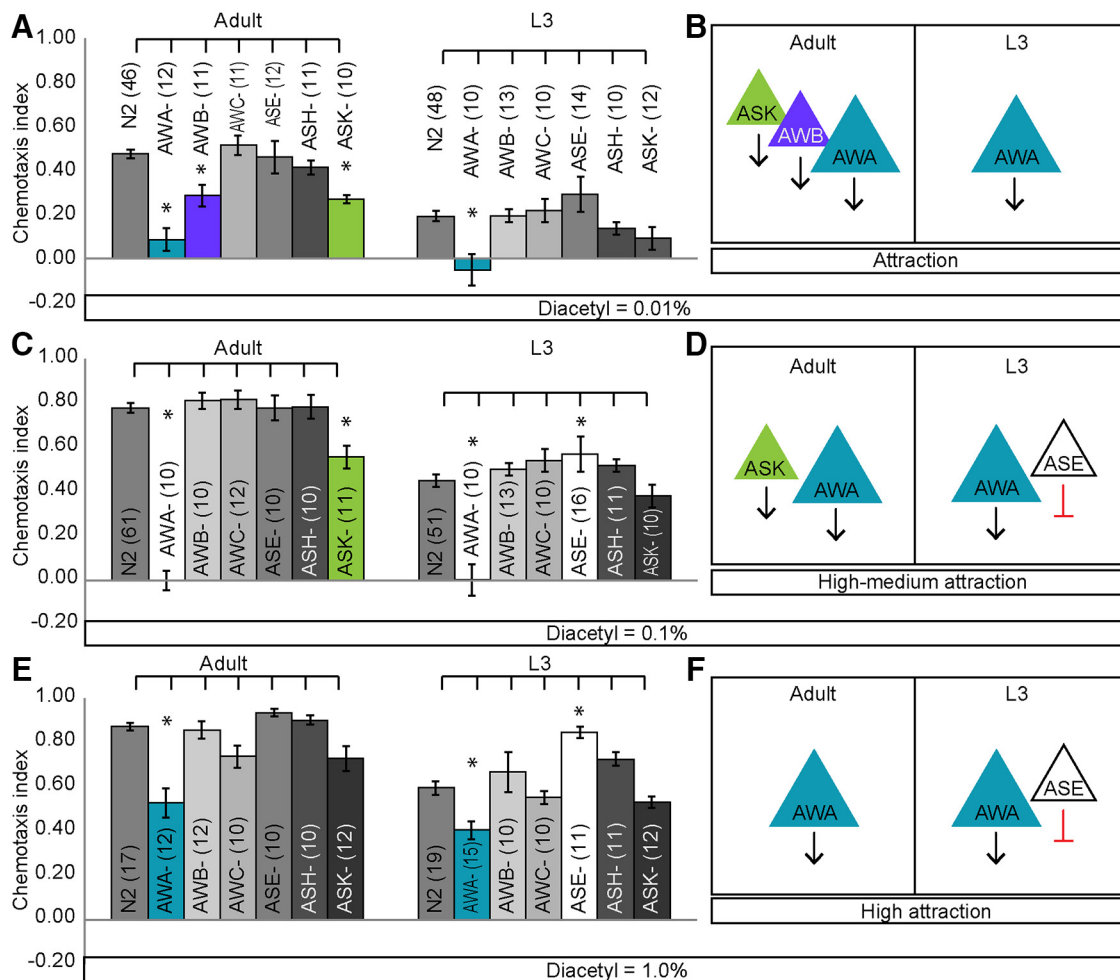 A
Adult
L3
Chemotaxis index
1.00
0.80
0.60
0.40
0.20
0.00
-0.20
N2 (46)
AWA- (12)
AWB- (11)
AWC- (11)
ASE- (12)
ASH- (11)
ASK- (10)
*
*
*
N2 (48)
AWA- (10)
AWB- (13)
AWC- (10)
ASE- (14)
ASH- (10)
ASK- (12)
*
Diacetyl = 0.01%
B
Adult
L3
ASK
AWB
AWA
AWA
Attraction
C
Adult
L3
Chemotaxis index
1.00
0.80
0.60
0.40
0.20
0.00
-0.20
N2 (61)
AWA- (10)
AWB- (10)
AWC- (12)
ASE- (10)
ASH- (10)
ASK- (11)
*
*
N2 (51)
AWA- (10)
AWB- (13)
AWC- (10)
ASE- (16)
ASH- (11)
ASK- (10)
*
*
Diacetyl = 0.1%
D
Adult
L3
ASK
AWA
AWA
ASE
High-medium attraction
E
Adult
L3
Chemotaxis index
1.00
0.80
0.60
0.40
0.20
0.00
-0.20
N2 (17)
AWA- (12)
AWB- (12)
AWC- (10)
ASE- (10)
ASH- (10)
ASK- (12)
*
N2 (19)
AWA- (15)
AWB- (10)
AWC- (10)
ASE- (11)
ASH- (11)
ASK- (12)
*
*
Diacetyl = 1.0%
F
Adult
L3
AWA
AWA
ASE
High attraction